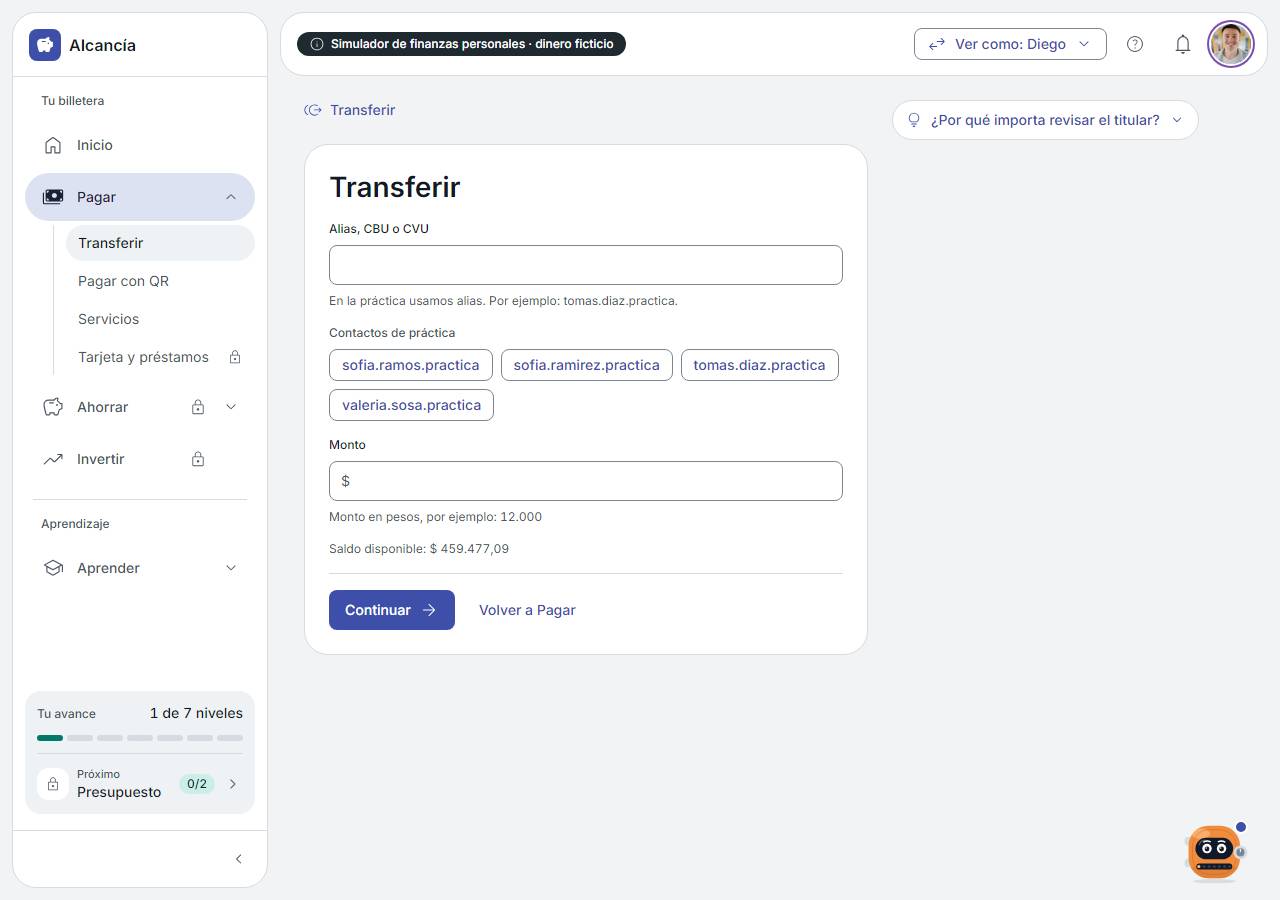 Alcancía
Simulador de finanzas personales · dinero ficticio
Ver como: Diego
Tu billetera
Inicio
Pagar
Transferir
Pagar con QR
Servicios
Tarjeta y préstamos
Ahorrar
Invertir
Aprendizaje
Aprender
Tu avance
1 de 7 niveles
Próximo
Presupuesto
0/2
Transferir
¿Por qué importa revisar el titular?
Transferir
Alias, CBU o CVU
En la práctica usamos alias. Por ejemplo: tomas.diaz.practica.
Contactos de práctica
sofia.ramos.practica
sofia.ramirez.practica
tomas.diaz.practica
valeria.sosa.practica
Monto
$
Monto en pesos, por ejemplo: 12.000
Saldo disponible: $ 459.477,09
Continuar
Volver a Pagar